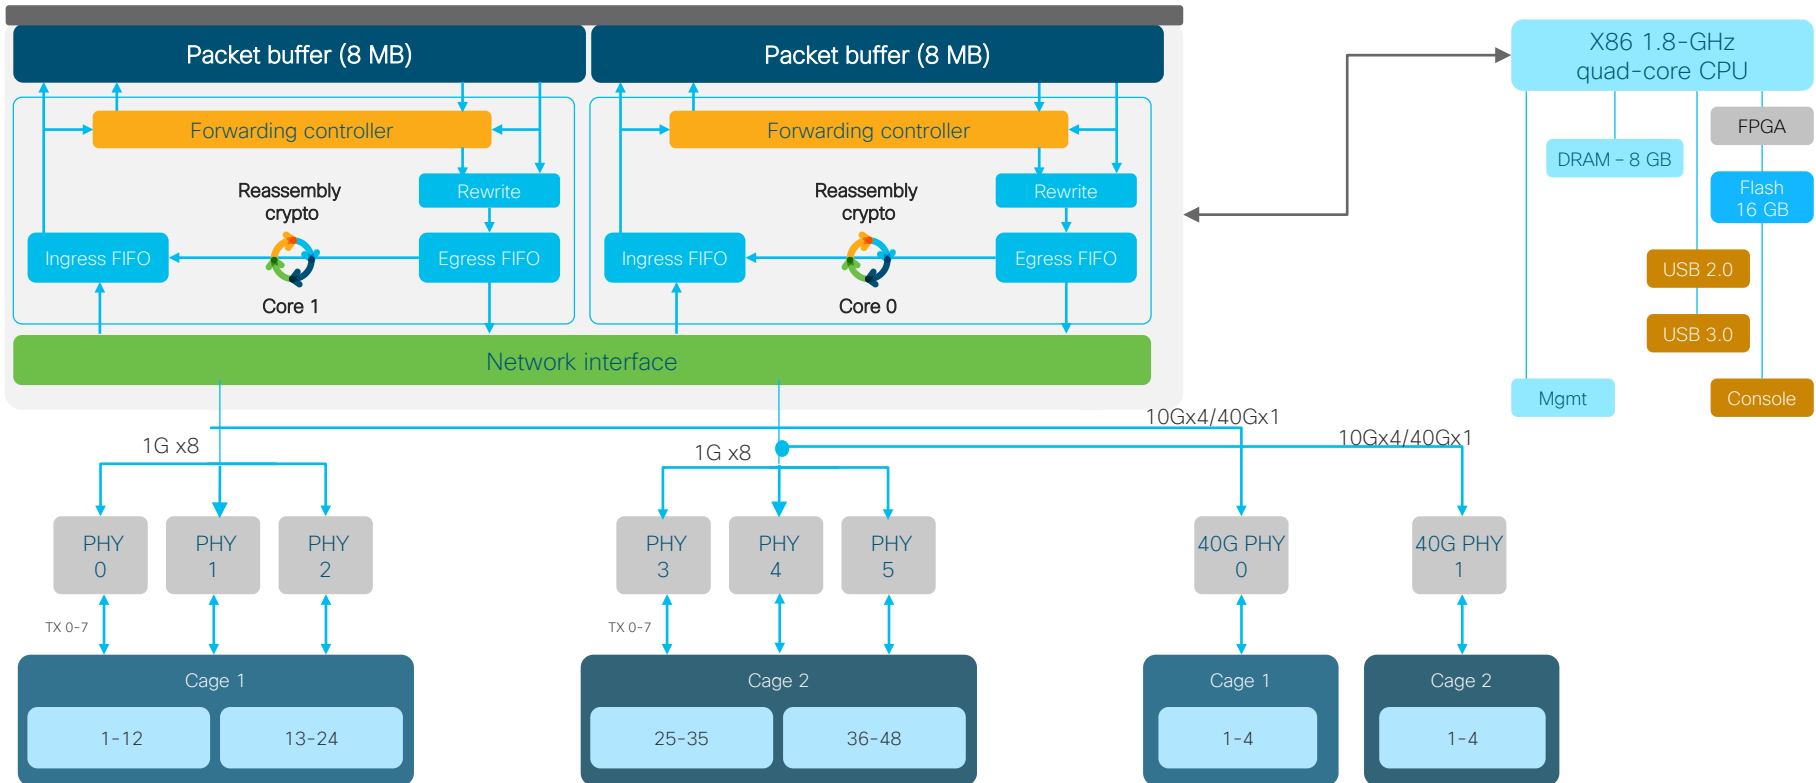 Packet buffer (8 MB)
Forwarding controller
Reassembly
crypto
Rewrite
Ingress FIFO
Egress FIFO
Core 1
Packet buffer (8 MB)
Forwarding controller
Reassembly
crypto
Rewrite
Ingress FIFO
Egress FIFO
Core 0
Network interface
X86 1.8-GHz
quad-core CPU
FPGA
DRAM - 8 GB
Flash
16 GB
USB 2.0
USB 3.0
Mgmt
Console
1G x8
1G x8
10Gx4/40Gx1
10Gx4/40Gx1
PHY
0
PHY
1
PHY
2
PHY
3
PHY
4
PHY
5
40G PHY
0
40G PHY
1
TX 0-7
TX 0-7
Cage 1
1-12
13-24
Cage 2
25-35
36-48
Cage 1
1-4
Cage 2
1-4